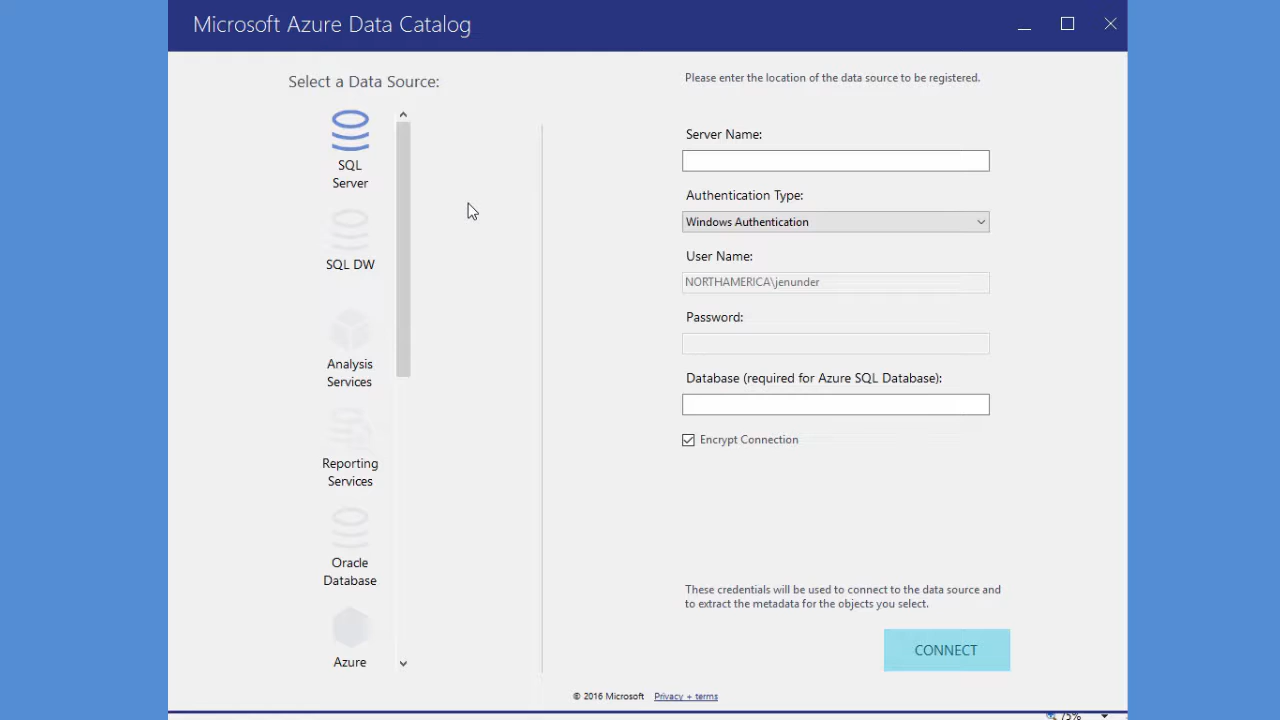 Microsoft Azure Data Catalog
Select a Data Source:
SQL
Server
SQL DW
Analysis
Services
Reporting
Services
Oracle
Database
Azure
Please enter the location of the data source to be registered.
Server Name:
Authentication Type:
Windows Authentication
User Name:
NORTHAMERICA\jenunder
Password:
Database (required for Azure SQL Database):
Encrypt Connection
These credentials will be used to connect to the data source and
to extract the metadata for the objects you select.
CONNECT
© 2016 Microsoft Privacy + terms
75%